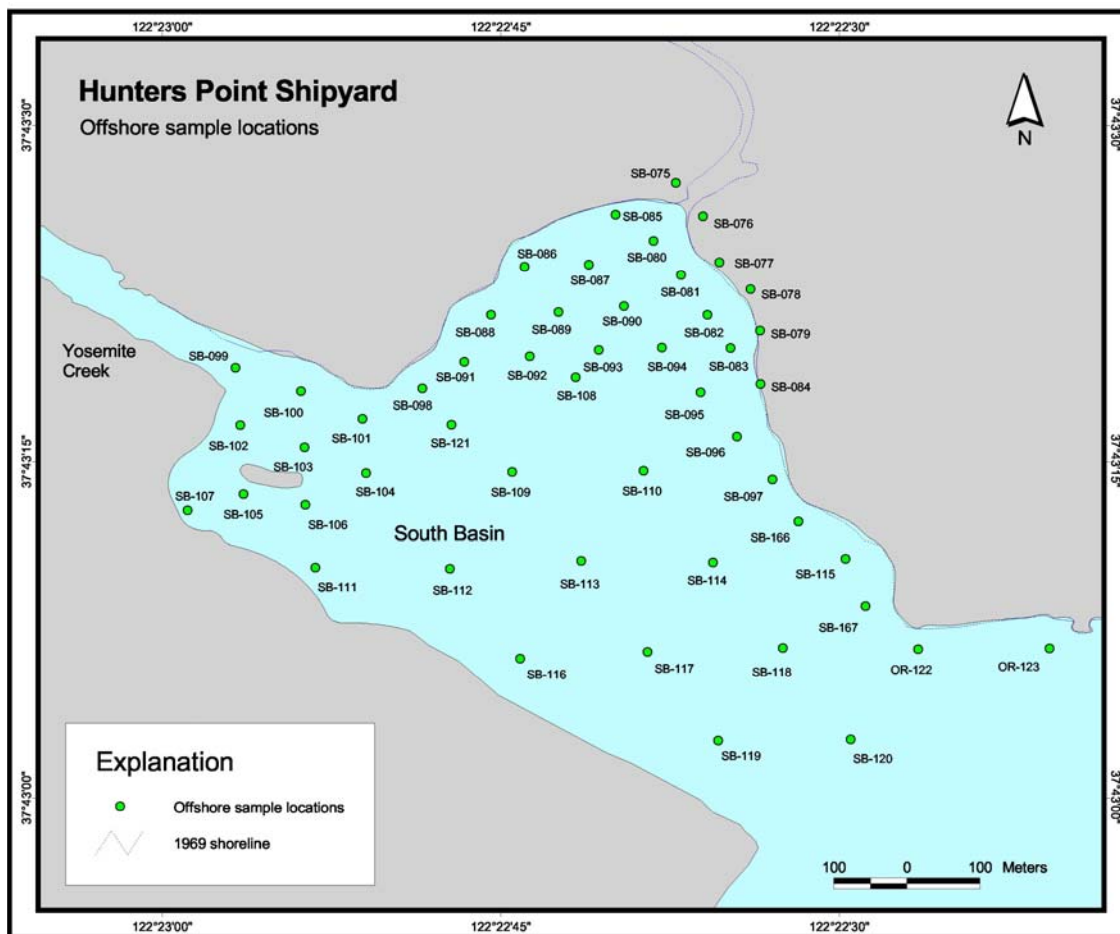 122°23'00"
122°22'45"
122°22'30"
Hunters Point Shipyard
Offshore sample locations
N
37°43'30"
37°43'30"
SB-075
SB-085
SB-076
SB-080
SB-086
SB-087
SB-077
SB-081
SB-078
SB-090
SB-088
SB-089
SB-082
SB-079
Yosemite
Creek
SB-099
SB-091
SB-092
SB-093
SB-094
SB-083
SB-108
SB-084
SB-098
SB-100
SB-095
SB-101
SB-121
SB-102
SB-103
SB-096
37°43'15"
37°43'15"
SB-104
SB-109
SB-110
SB-097
SB-107
SB-105
SB-106
South Basin
SB-166
SB-111
SB-112
SB-113
SB-114
SB-115
SB-167
SB-116
SB-117
SB-118
OR-122
OR-123
SB-119
SB-120
Explanation
Offshore sample locations
1969 shoreline
37°43'00"
37°43'00"
100 0 100 Meters
122°23'00"
122°22'45"
122°22'30"